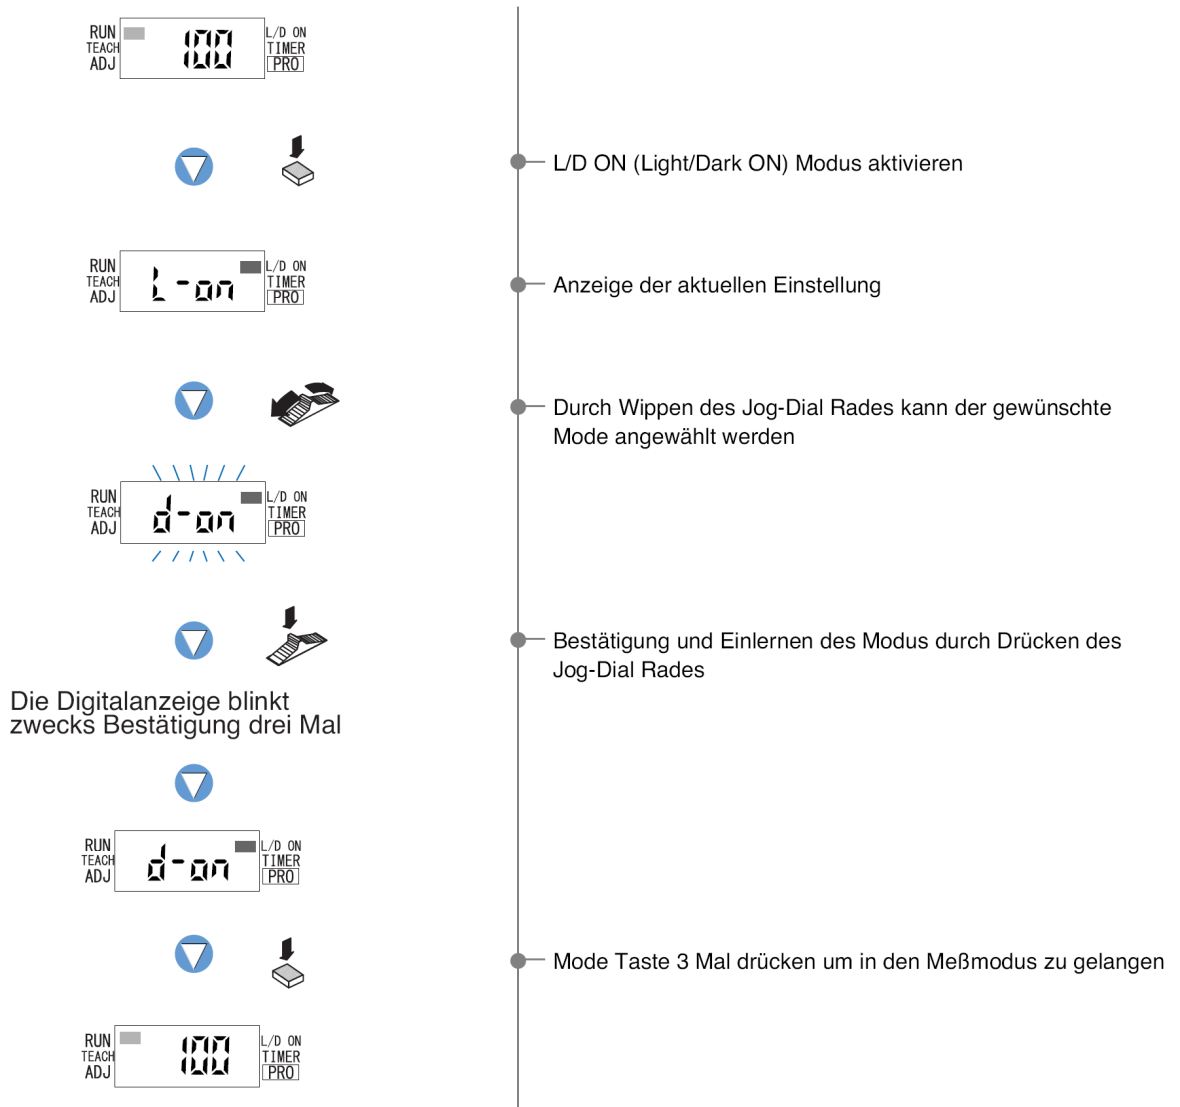 RUN
TEACH
ADJ
100
L/D ON
TIMER
PRO
L/D ON (Light/Dark ON) Modus aktivieren
RUN
TEACH
ADJ
L-on
L/D ON
TIMER
PRO
Anzeige der aktuellen Einstellung
Durch Wippen des Jog-Dial Rades kann der gewünschte
Mode angewählt werden
RUN
TEACH
ADJ
d-on
L/D ON
TIMER
PRO
Bestätigung und Einlernen des Modus durch Drücken des
Jog-Dial Rades
Die Digitalanzeige blinkt
zwecks Bestätigung drei Mal
RUN
TEACH
ADJ
d-on
L/D ON
TIMER
PRO
Mode Taste 3 Mal drücken um in den Meßmodus zu gelangen
RUN
TEACH
ADJ
100
L/D ON
TIMER
PRO